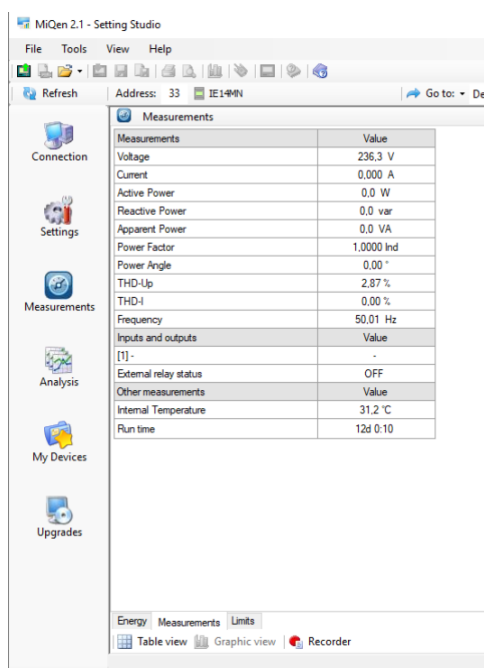 MiQen 2.1 - Setting Studio
File Tools View Help
Refresh Address: 33 IE14MN Go to: De
Measurements
Connection
Settings
Measurements
Analysis
My Devices
Upgrades
Measurements Value
Voltage 236,3 V
Current 0,000 A
Active Power 0,0 W
Reactive Power 0,0 var
Apparent Power 0,0 VA
Power Factor 1,0000 Ind
Power Angle 0,00 °
THD-Up 2,87 %
THD-I 0,00 %
Frequency 50,01 Hz
Inputs and outputs Value
[1] - -
External relay status OFF
Other measurements Value
Internal Temperature 31,2 °C
Run time 12d 0:10
Energy Measurements Limits
Table view Graphic view Recorder